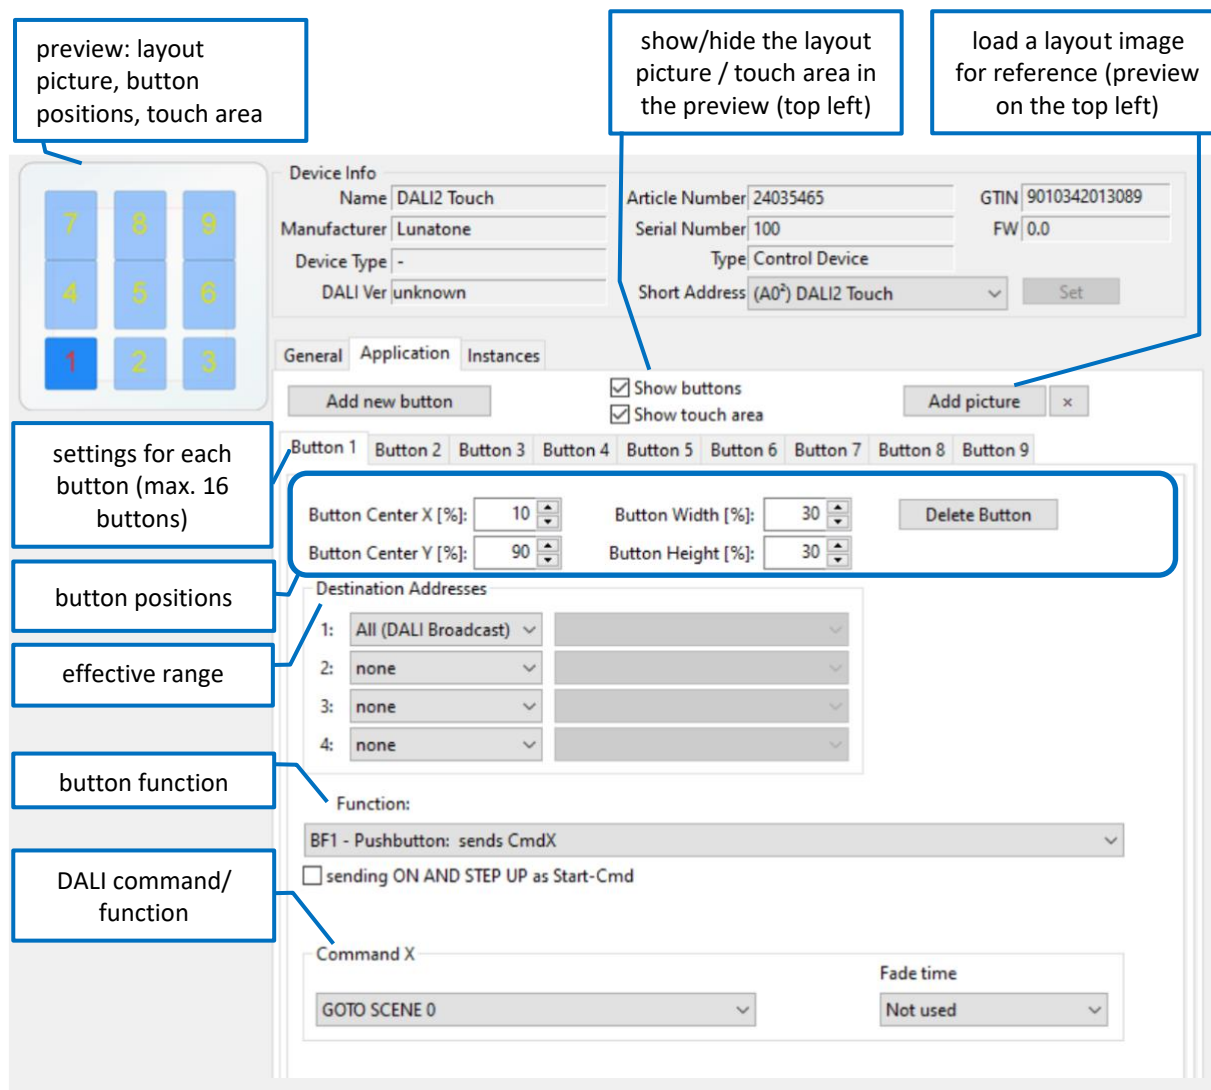 preview: layout
picture, button
positions, touch area
show/hide the layout
picture / touch area in
the preview (top left)
load a layout image
for reference (preview
on the top left)
7 8 9
4 5 6
1 2 3
Device Info
Name DALI2 Touch
Article Number 24035465
GTIN 9010342013089
Manufacturer Lunatone
Serial Number 100
FW 0.0
Device Type -
Type Control Device
DALI Ver unknown
Short Address (A0²) DALI2 Touch
Set
General Application Instances
Add new button
Show buttons
Show touch area
Add picture ×
settings for each
button (max. 16
buttons)
Button 1 Button 2 Button 3 Button 4 Button 5 Button 6 Button 7 Button 8 Button 9
Button Center X [%]: 10
Button Width [%]: 30
Delete Button
Button Center Y [%]: 90
Button Height [%]: 30
button positions
Destination Addresses
1: All (DALI Broadcast)
2: none
3: none
4: none
effective range
button function
Function:
BF1 - Pushbutton: sends CmdX
sending ON AND STEP UP as Start-Cmd
DALI command/
function
Command X
Fade time
GOTO SCENE 0
Not used